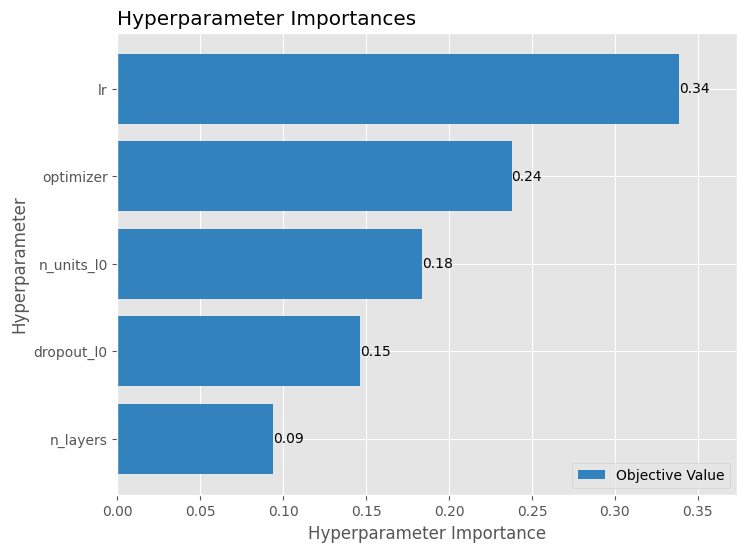 Hyperparameter Importances
Hyperparameter
lr
0.34
optimizer
0.24
n_units_l0
0.18
dropout_l0
0.15
n_layers
0.09
Objective Value
0.00 0.05 0.10 0.15 0.20 0.25 0.30 0.35
Hyperparameter Importance